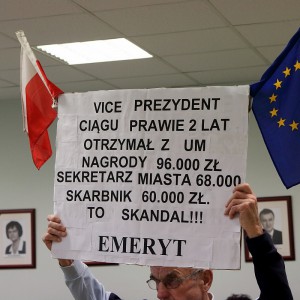 VICE PREZYDENT
CIĄGU PRAWIE 2 LAT
OTRZYMAŁ Z UM
NAGRODY 96.000 ZŁ
SEKRETARZ MIASTA 68.000
SKARBNIK 60.000 ZŁ.
TO SKANDAL!!!
EMERYT